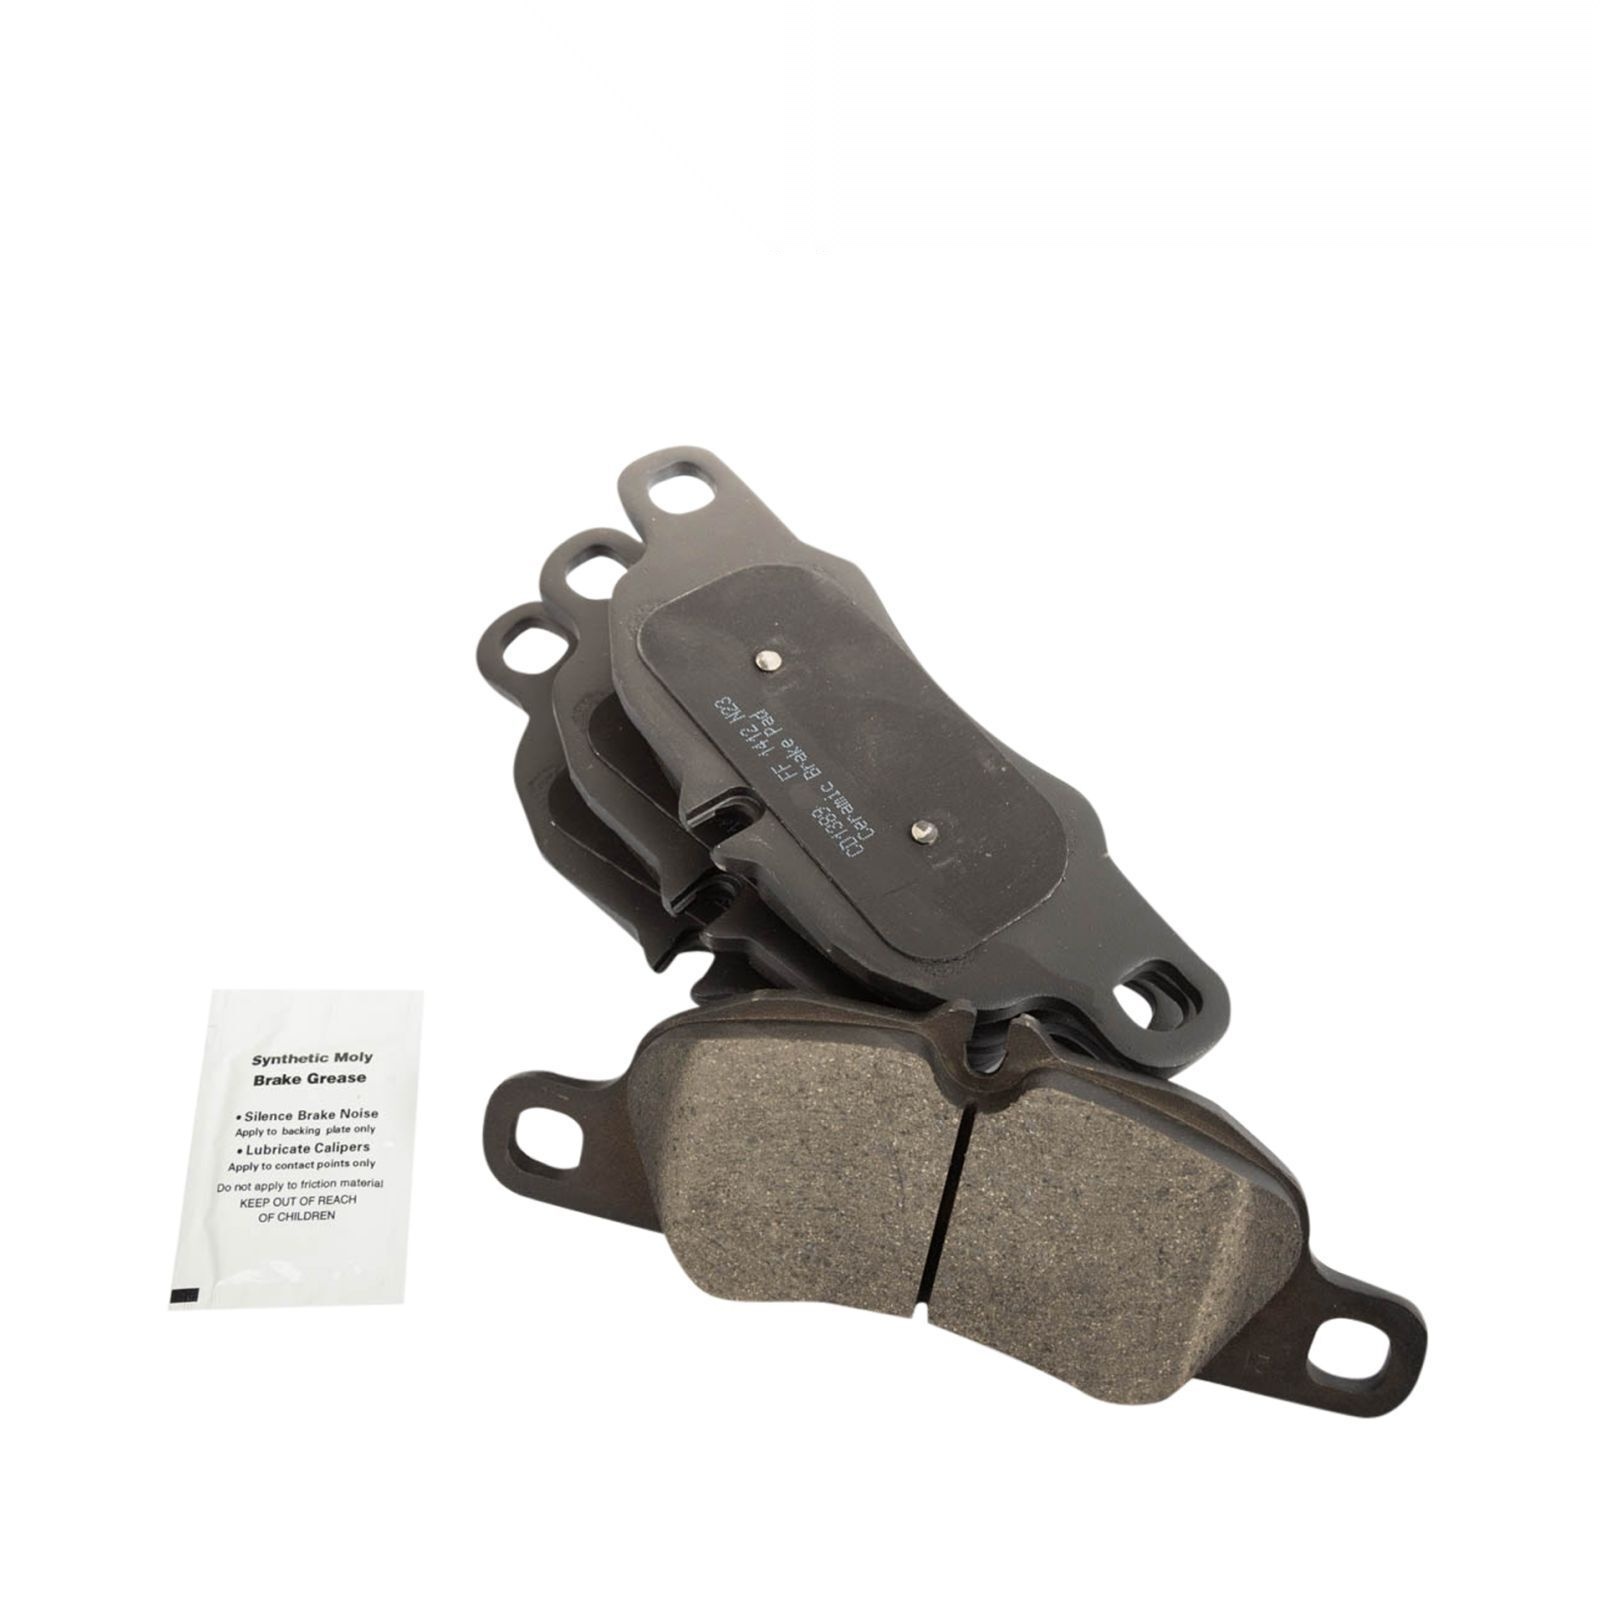 CD1389 FF 1412 N23
Ceramic Brake Pad
Synthetic Moly
Brake Grease
• Silence Brake Noise
Apply to backing plate only
• Lubricate Calipers
Apply to contact points only
Do not apply to friction material
KEEP OUT OF REACH
OF CHILDREN